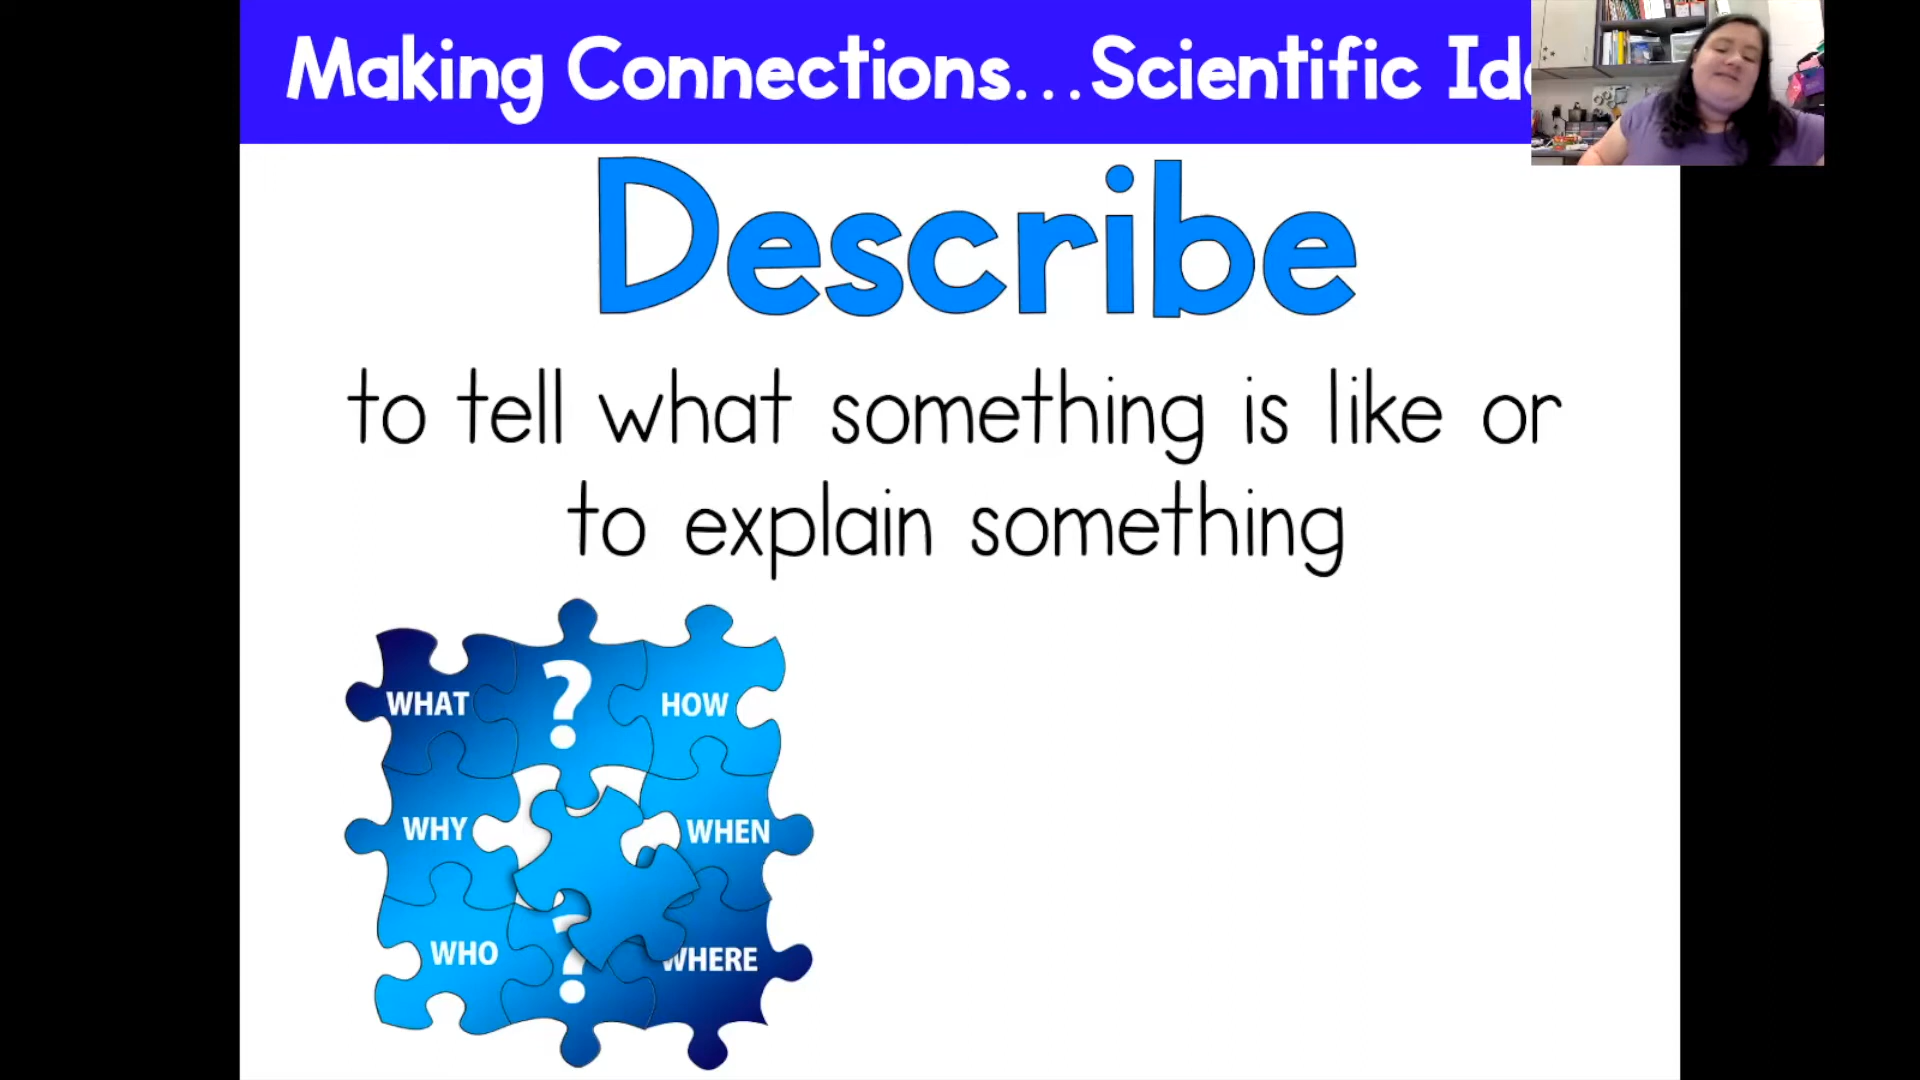 Making Connections...Scientific Id
Describe
to tell what something is like or
to explain something
WHAT ? HOW
WHY WHEN
WHO ? WHERE